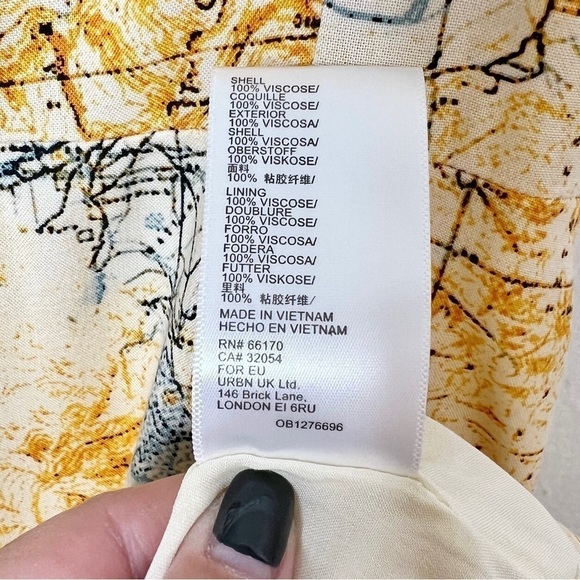 SHELL
100% VISCOSE/
COQUILLE
100% VISCOSE/
EXTERIOR
100% VISCOSA/
SHELL
100% VISCOSA/
OBERSTOFF
100% VISKOSE/
面料
100% 粘胶纤维/
LINING
100% VISCOSE/
DOUBLURE
100% VISCOSE/
FORRO
100% VISCOSA/
FODERA
100% VISCOSA/
FUTTER
100% VISKOSE/
里料
100% 粘胶纤维/
MADE IN VIETNAM
HECHO EN VIETNAM
RN# 66170
CA# 32054
FOR EU
URBN UK Ltd.
146 Brick Lane,
LONDON EI 6RU
OB1276696